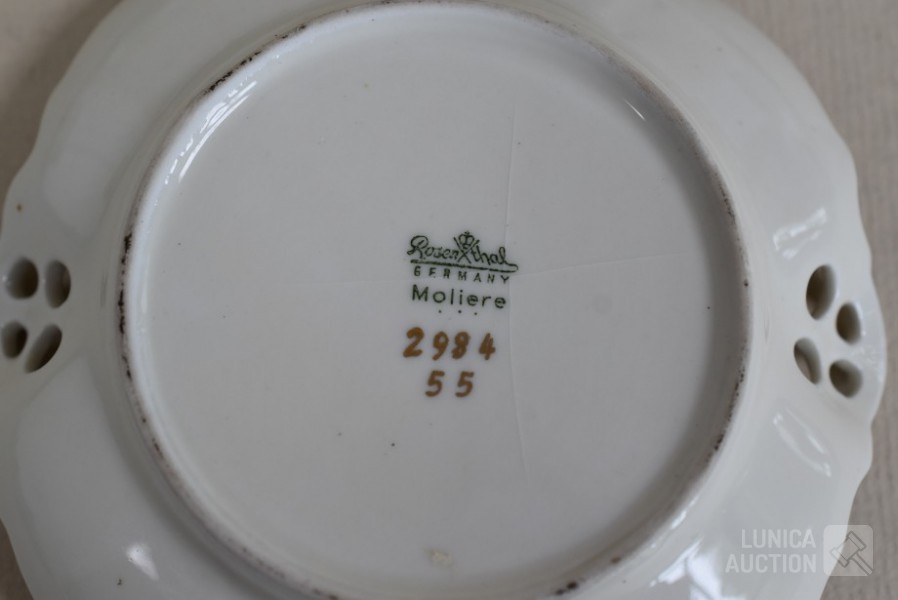 Rosenthal
GERMANY
Moliere
2984
55
LUNICA
AUCTION